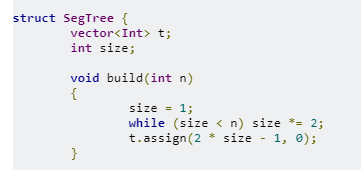 struct SegTree {
vector<Int> t;
int size;
void build(int n)
{
size = 1;
while (size < n) size *= 2;
t.assign(2 * size - 1, 0);
}